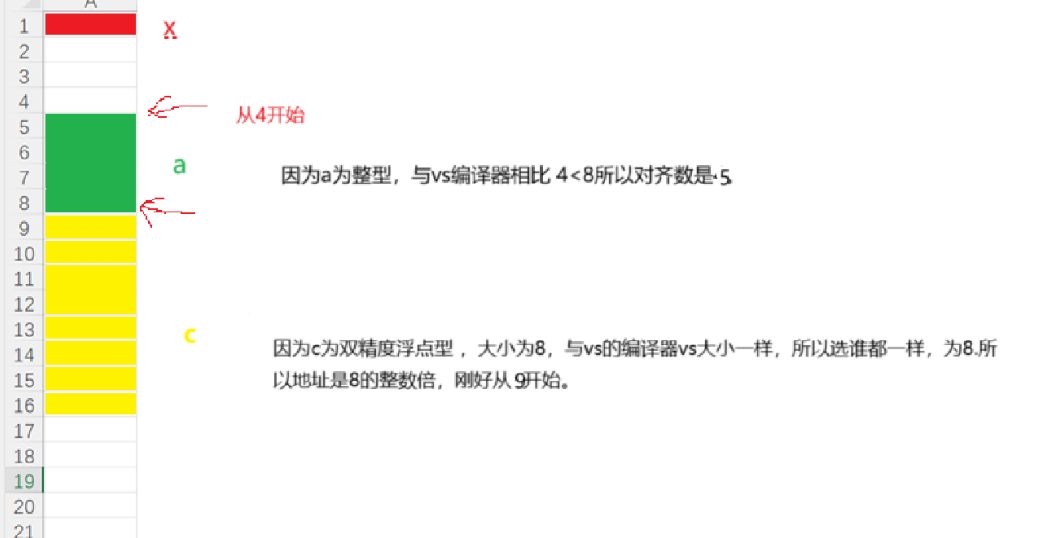 A
1
x
2
3
4
从4开始
5
6
a
因为a为整型，与vs编译器相比 4<8所以对齐数是·5.
7
8
9
10
11
12
13
c
14
因为c为双精度浮点型 ，大小为8，与vs的编译器vs大小一样，所以选谁都一样，为8.所
15
以地址是8的整数倍，刚好从9开始。
16
17
18
19
20
21